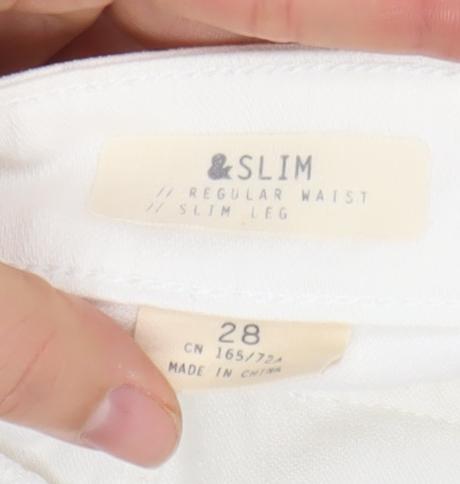 &SLIM
// REGULAR WAIST
// SLIM LEG
28
CN 165/72A
MADE IN CHINA